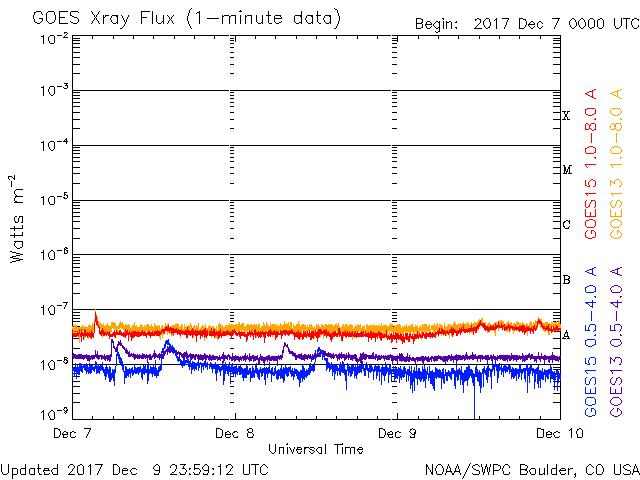 GOES Xray Flux (1-minute data)
Begin: 2017 Dec 7 0000 UTC
10⁻²
10⁻³
10⁻⁴
10⁻⁵
10⁻⁶
10⁻⁷
10⁻⁸
10⁻⁹
Watts m⁻²
X
M
C
B
A
GOES15 1.0-8.0 A
GOES13 1.0-8.0 A
GOES15 0.5-4.0 A
GOES13 0.5-4.0 A
Dec 7
Dec 8
Dec 9
Dec 10
Universal Time
Updated 2017 Dec 9 23:59:12 UTC
NOAA/SWPC Boulder, CO USA